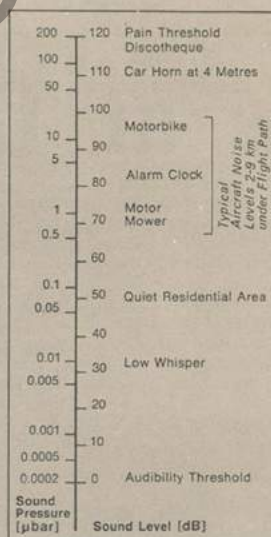 200 120 Pain Threshold
Discotheque
100
110 Car Horn at 4 Metres
50
100
Motorbike
10
90
5
Alarm Clock
80
1 Motor
70 Mower
0.5
60
0.1
50 Quiet Residential Area
0.05
40
0.01
30 Low Whisper
0.005
20
0.001
10
0.0005
0.0002 0 Audibility Threshold
Typical
Aircraft Noise
Levels 2-9 km
under Flight Path
Sound
Pressure
[µbar] Sound Level [dB]